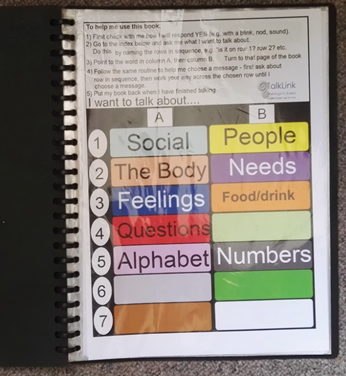 To help me use this book.
1) First check with me how I will respond YES (e.g. with a blink, nod, sound).
2) Go to the index below and ask me what I want to talk about.
Do this by naming the rows in sequence, e.g. "is it on row 1? row 2? etc.
3) Point to the word in column A, then column B. Turn to that page of the book
4) Follow the same routine to help me choose a message - first ask about
row in sequence, then work your way across the chosen row until I
choose a message.
5) Put my book back when I have finished talking.
TalkLink
I want to talk about....
A B
1 Social People
2 The Body Needs
3 Feelings Food/drink
4 Questions
5 Alphabet Numbers
6
7